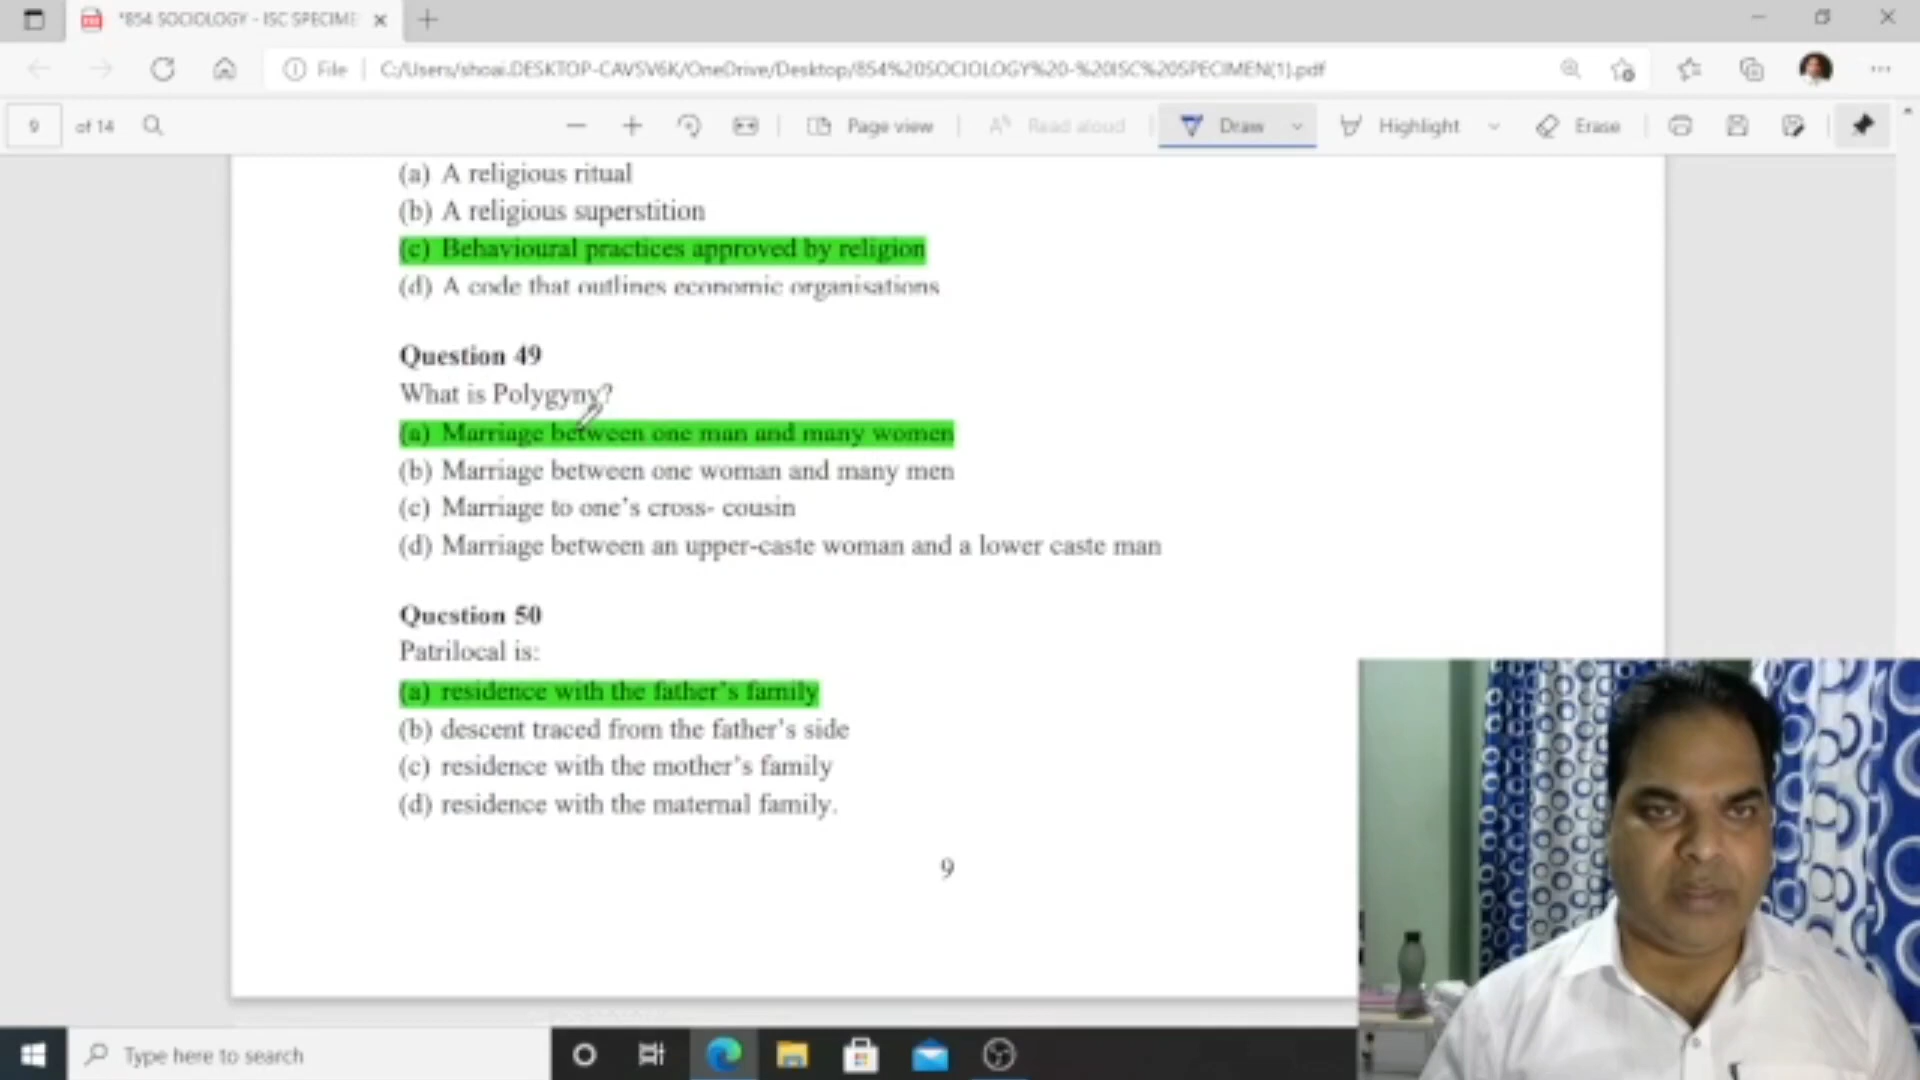 *854 SOCIOLOGY - ISC SPECIME
File
C:/Users/shoai.DESKTOP-CAVSV6K/OneDrive/Desktop/854%20SOCIOLOGY%20-%20ISC%20SPECIMEN(1).pdf
9 of 14
Page view
Read aloud
Draw
Highlight
Erase
(a) A religious ritual
(b) A religious superstition
(c) Behavioural practices approved by religion
(d) A code that outlines economic organisations
Question 49
What is Polygyny?
(a) Marriage between one man and many women
(b) Marriage between one woman and many men
(c) Marriage to one's cross- cousin
(d) Marriage between an upper-caste woman and a lower caste man
Question 50
Patrilocal is:
(a) residence with the father's family
(b) descent traced from the father's side
(c) residence with the mother's family
(d) residence with the maternal family.
9
Type here to search